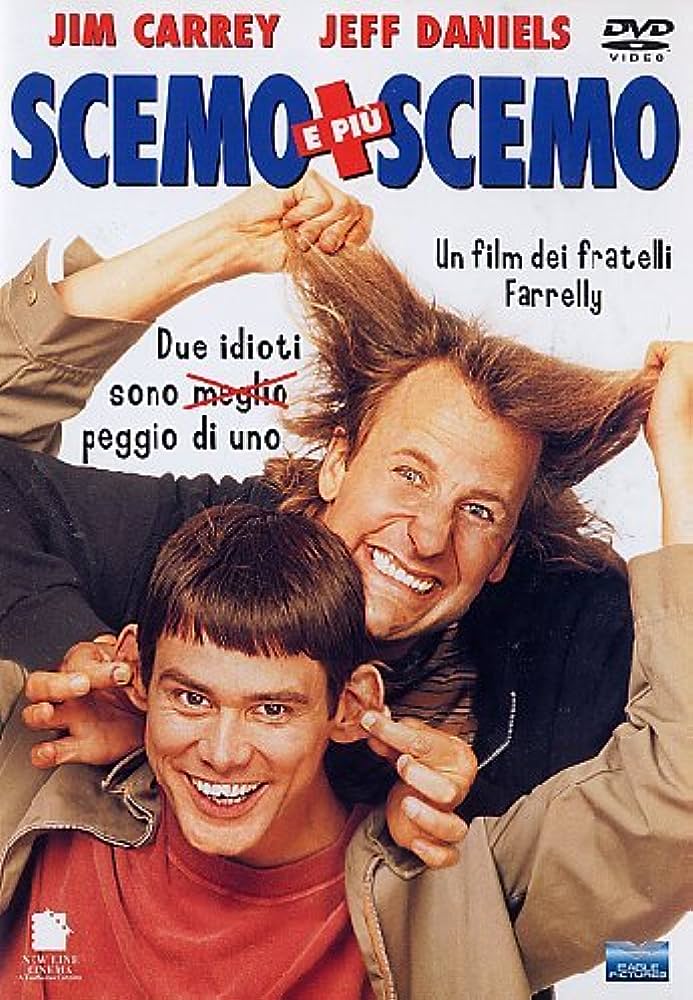 JIM CARREY JEFF DANIELS
DVD
VIDEO
SCEMO E PIÙ SCEMO
Un film dei fratelli
Farrelly
Due idioti
sono meglio
peggio di uno
NEW LINE
CINEMA
EAGLE
PICTURES